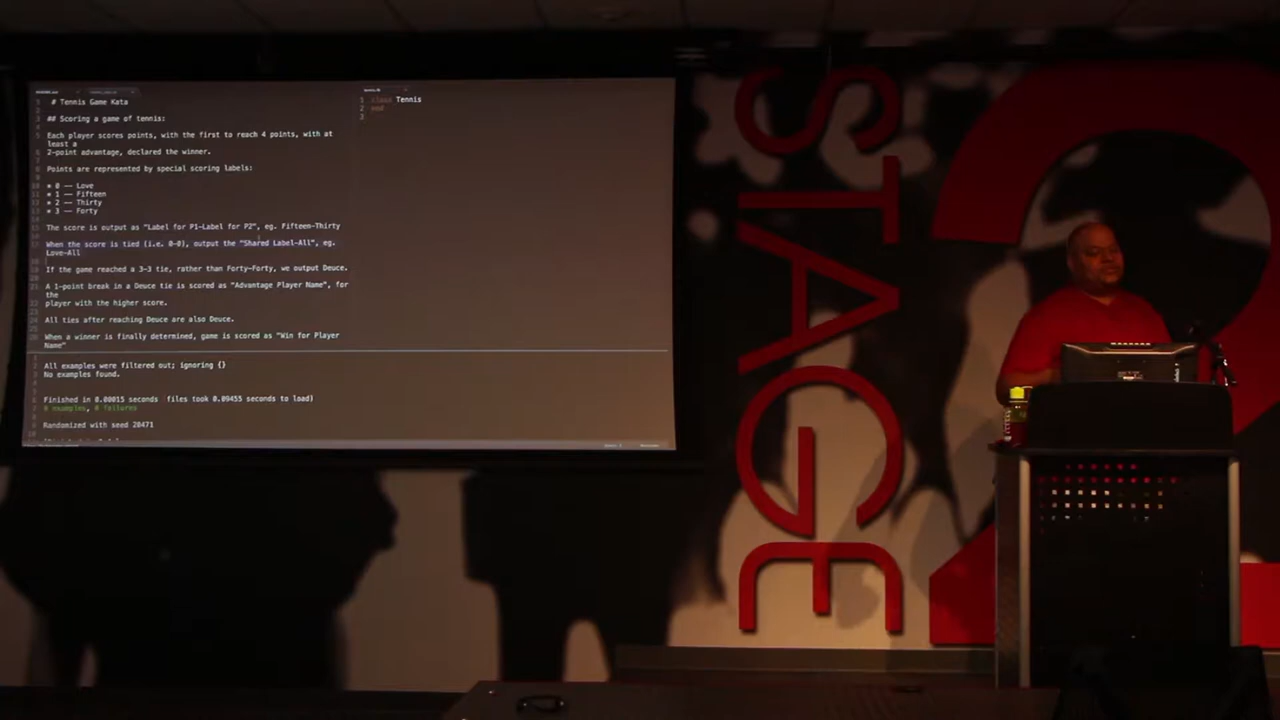 # Tennis Game Kata
## Scoring a game of tennis:
Each player scores points, with the first to reach 4 points, with at
least a
2-point advantage, declared the winner.
Points are represented by special scoring labels:
* 0 -- Love
* 1 -- Fifteen
* 2 -- Thirty
* 3 -- Forty
The score is output as "Label for P1-Label for P2", eg. Fifteen-Thirty
When the score is tied (i.e. 0-0), output the "Shared Label-All", eg.
Love-All
If the game reached a 3-3 tie, rather than Forty-Forty, we output Deuce.
A 1-point break in a Deuce tie is scored as "Advantage Player Name", for
the
player with the higher score.
All ties after reaching Deuce are also Deuce.
When a winner is finally determined, game is scored as "Win for Player
Name"
1 class Tennis
2 end
3
All examples were filtered out; ignoring {}
No examples found.
Finished in 0.00015 seconds (files took 0.09455 seconds to load)
0 examples, 0 failures
Randomized with seed 28471
STAGE
2